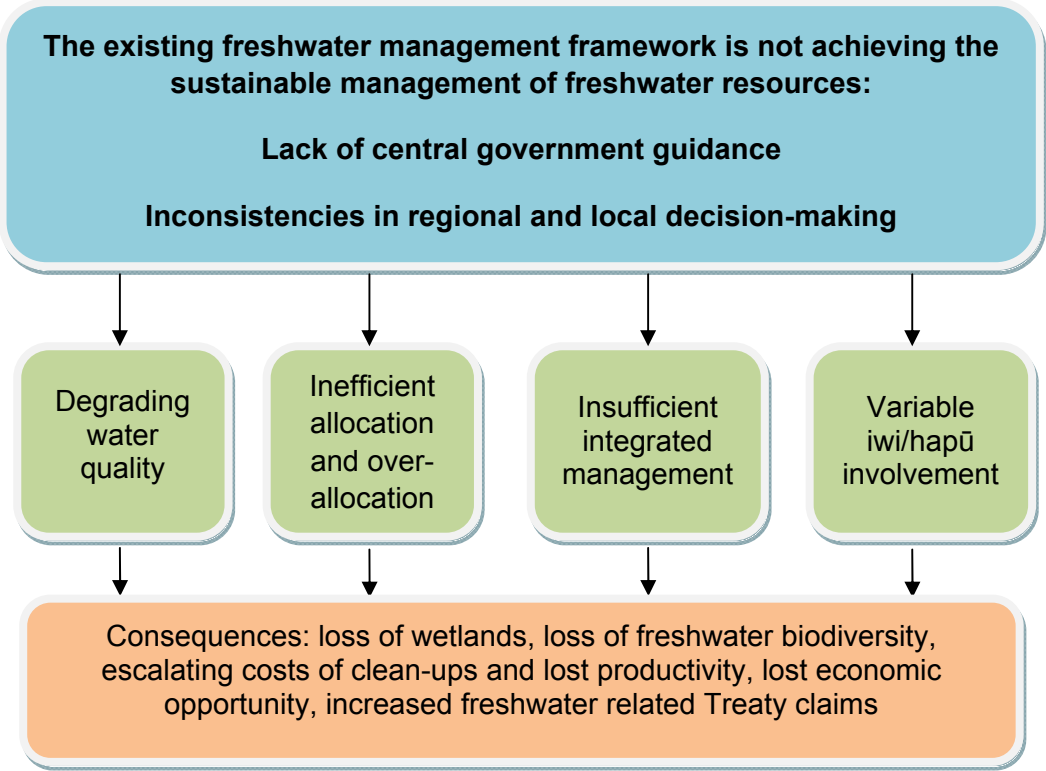 The existing freshwater management framework is not achieving the
sustainable management of freshwater resources:
Lack of central government guidance
Inconsistencies in regional and local decision-making
Degrading
water
quality
Inefficient
allocation
and over-
allocation
Insufficient
integrated
management
Variable
iwi/hapū
involvement
Consequences: loss of wetlands, loss of freshwater biodiversity,
escalating costs of clean-ups and lost productivity, lost economic
opportunity, increased freshwater related Treaty claims